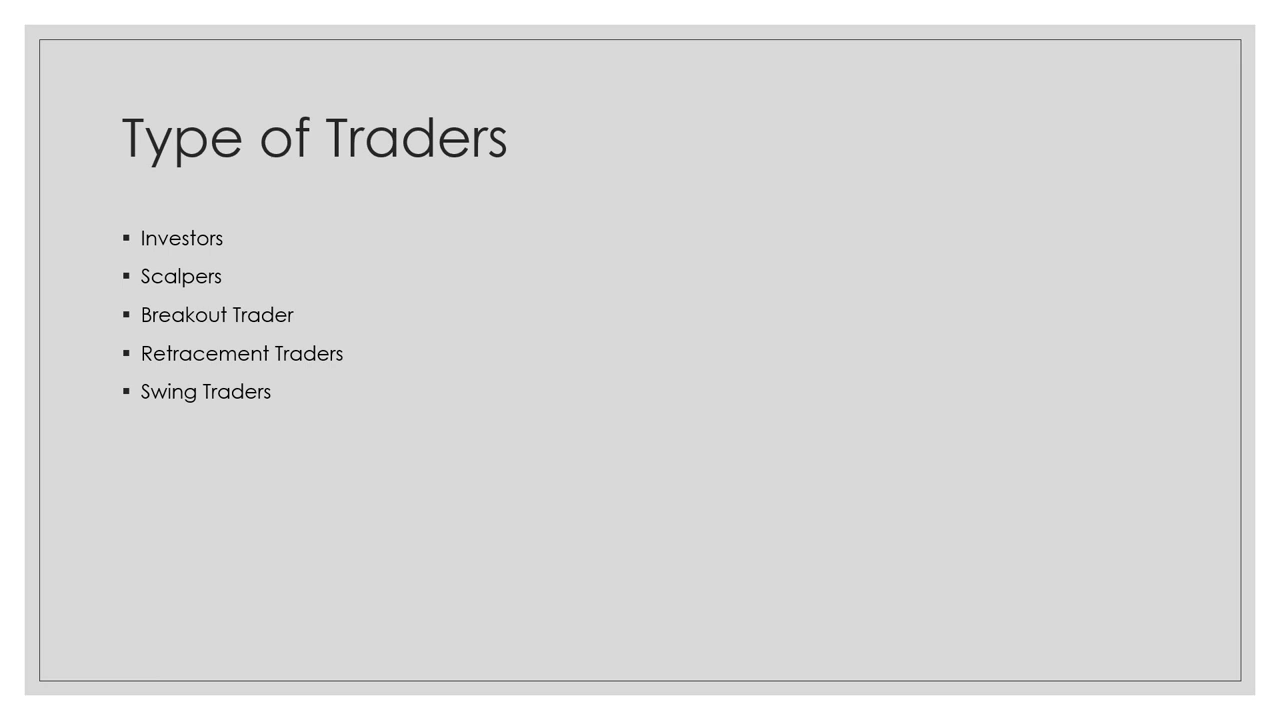 Type of Traders
▪ Investors
▪ Scalpers
▪ Breakout Trader
▪ Retracement Traders
▪ Swing Traders